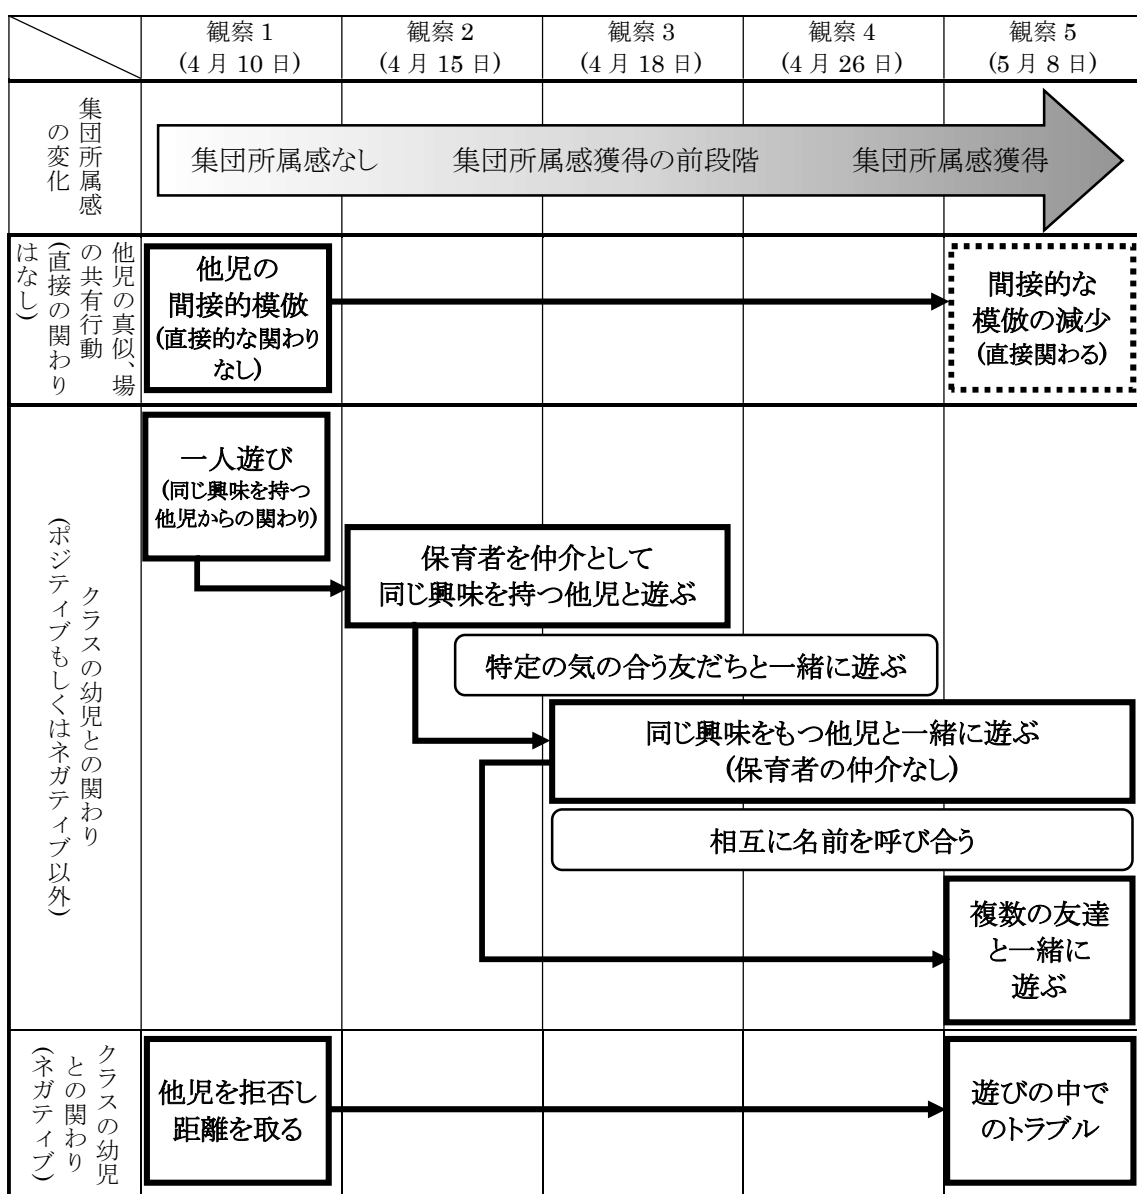 観察 1
(4 月 10 日)
観察 2
(4 月 15 日)
観察 3
(4 月 18 日)
観察 4
(4 月 26 日)
観察 5
(5 月 8 日)
集団所属感
の変化
集団所属感なし
集団所属感獲得の前段階
集団所属感獲得
他児の真似、場
の共有行動
(直接の関わり
はなし)
他児の
間接的模倣
(直接的な関わり
なし)
間接的な
模倣の減少
(直接関わる)
クラスの幼児との関わり
(ポジティブもしくはネガティブ以外)
一人遊び
(同じ興味を持つ
他児からの関わり)
保育者を仲介として
同じ興味を持つ他児と遊ぶ
特定の気の合う友だちと一緒に遊ぶ
同じ興味をもつ他児と一緒に遊ぶ
(保育者の仲介なし)
相互に名前を呼び合う
複数の友達
と一緒に
遊ぶ
クラスの幼児
との関わり
(ネガティブ)
他児を拒否し
距離を取る
遊びの中で
のトラブル